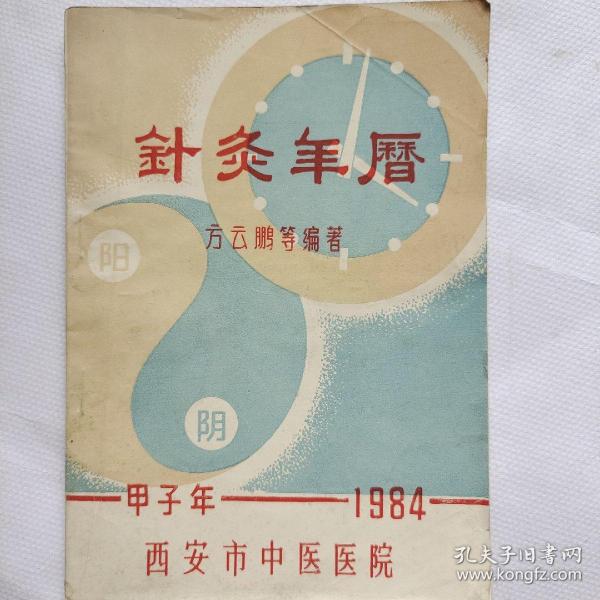 針灸年曆
方云鹏等编著
阳
阴
甲子年 1984
西安市中医医院
孔夫子旧书网
www.kongfz.com